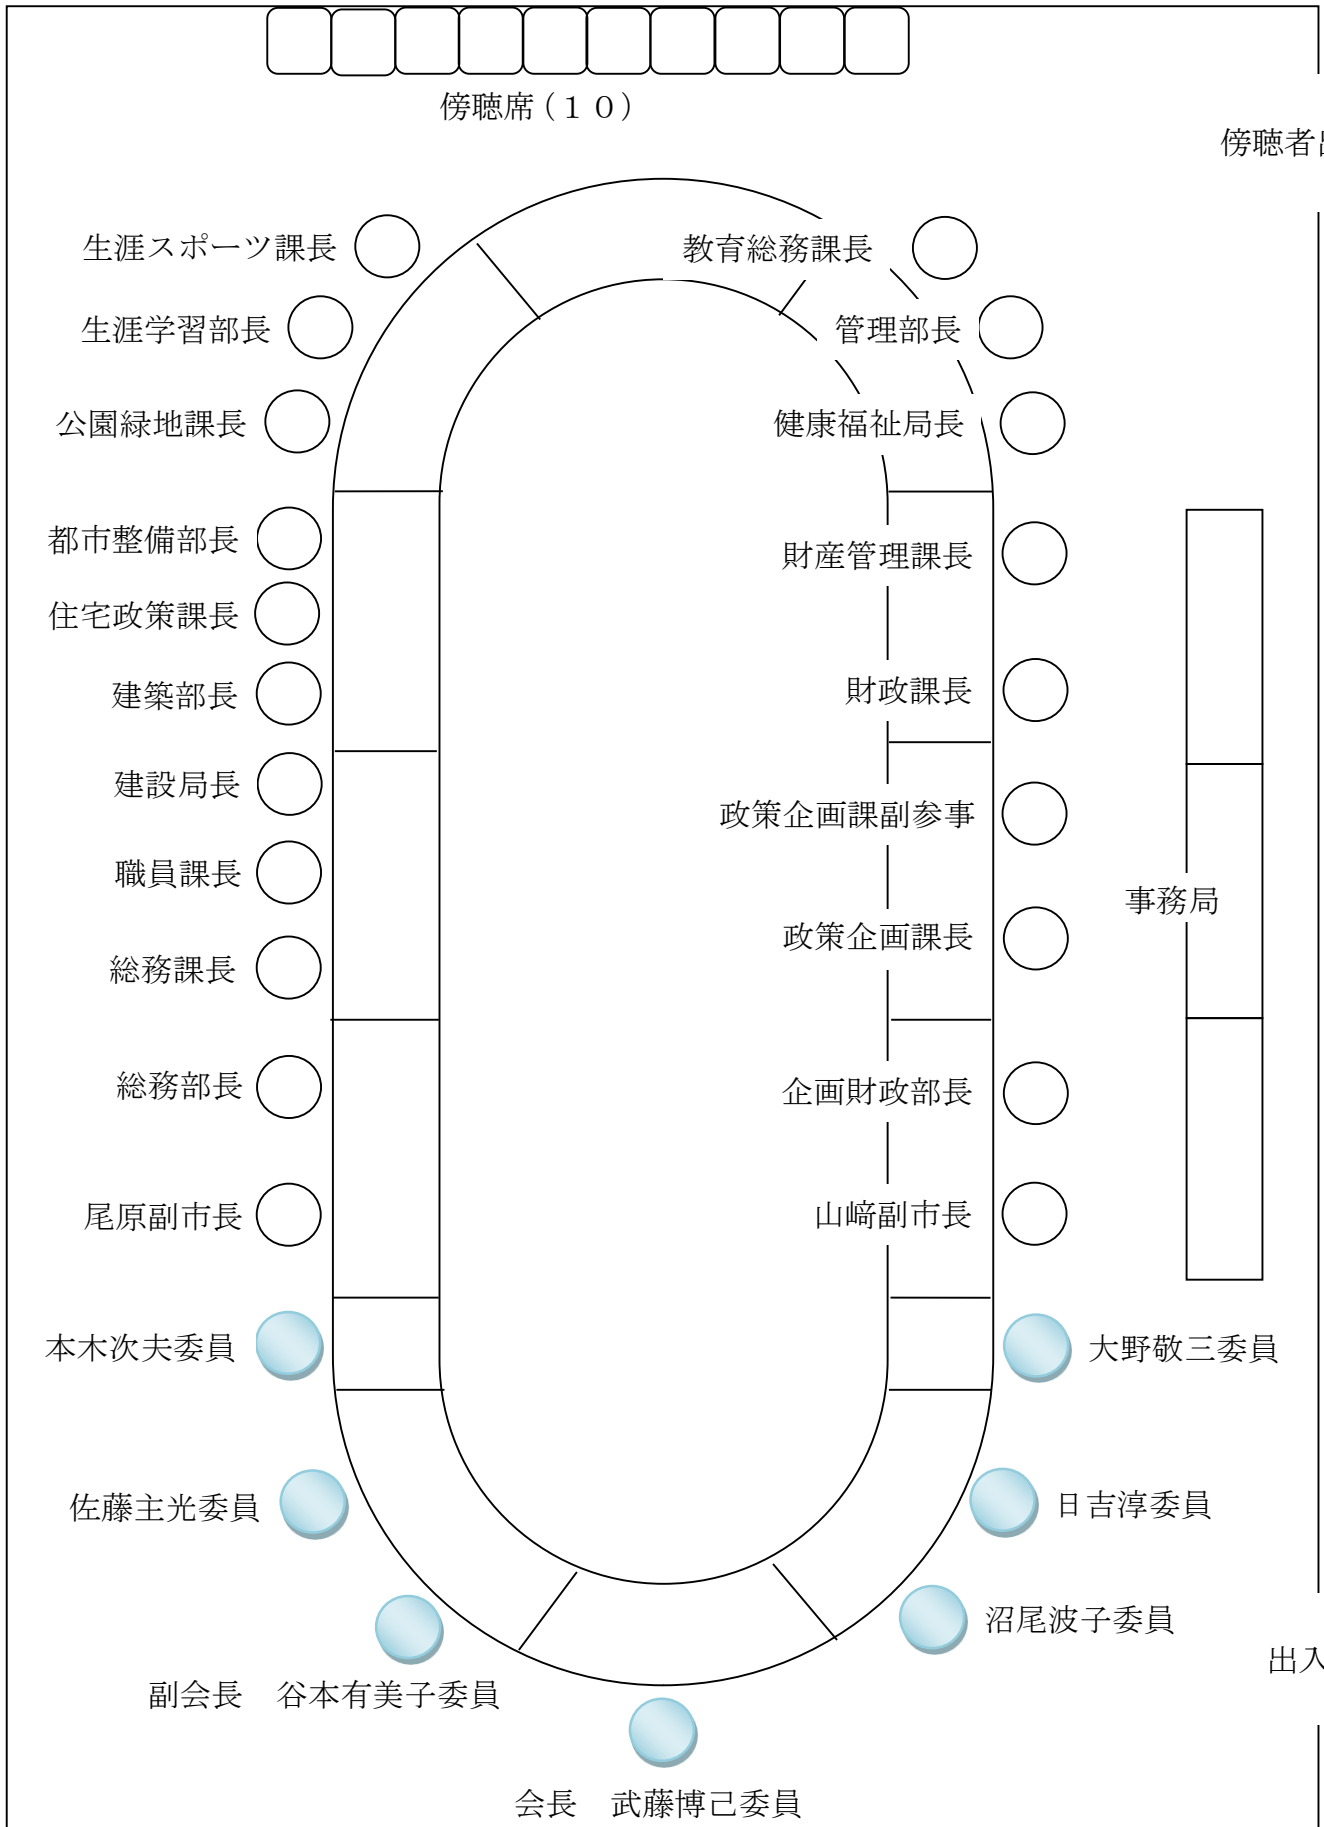 傍聴席（１０）
傍聴者
生涯スポーツ課長
教育総務課長
生涯学習部長
管理部長
公園緑地課長
健康福祉局長
都市整備部長
財産管理課長
住宅政策課長
建築部長
財政課長
建設局長
政策企画課副参事
職員課長
事務局
政策企画課長
総務課長
総務部長
企画財政部長
尾原副市長
山﨑副市長
本木次夫委員
大野敬三委員
佐藤主光委員
日吉淳委員
沼尾波子委員
出入
副会長　谷本有美子委員
会長　武藤博己委員